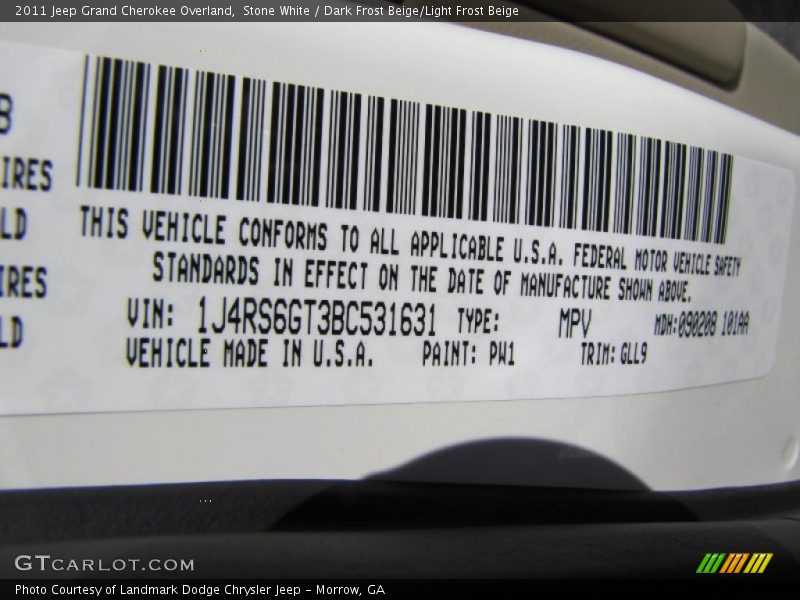 2011 Jeep Grand Cherokee Overland, Stone White / Dark Frost Beige/Light Frost Beige
B
IRES
LD
IRES
LD
THIS VEHICLE CONFORMS TO ALL APPLICABLE U.S.A. FEDERAL MOTOR VEHICLE SAFETY
STANDARDS IN EFFECT ON THE DATE OF MANUFACTURE SHOWN ABOVE.
VIN: 1J4RS6GT3BC531631 TYPE: MPV MDH:090208 101AA
VEHICLE MADE IN U.S.A. PAINT: PW1 TRIM: GLL9
GTCARLOT.COM
Photo Courtesy of Landmark Dodge Chrysler Jeep - Morrow, GA